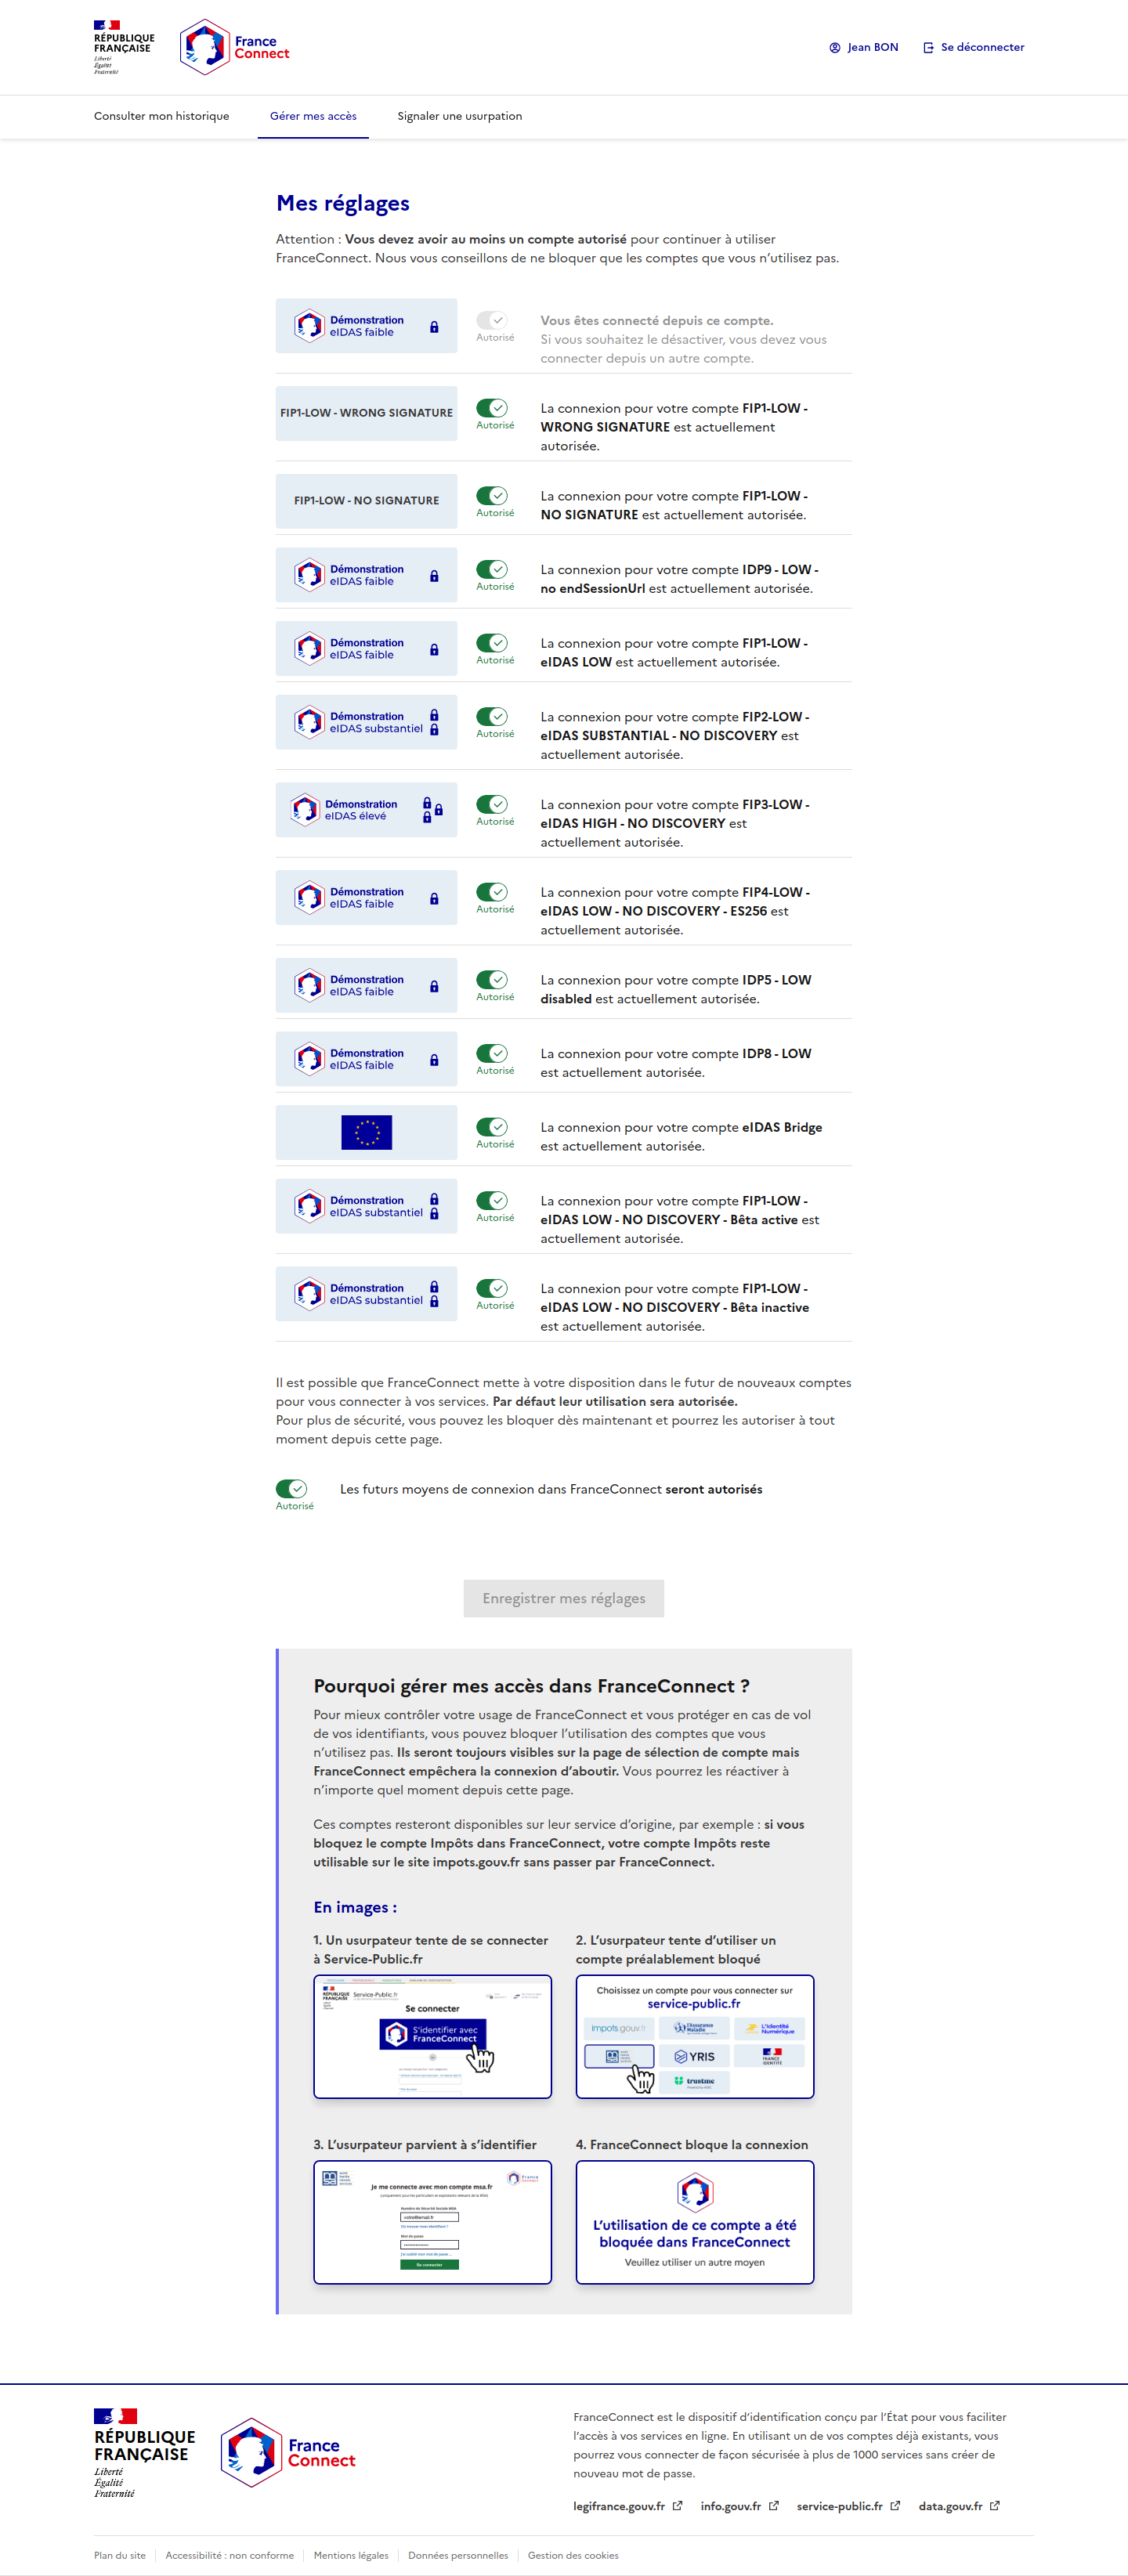 RÉPUBLIQUE
FRANÇAISE
Liberté
Égalité
Fraternité
France
Connect
Jean BON
Se déconnecter
Consulter mon historique
Gérer mes accès
Signaler une usurpation
Mes réglages
Attention : Vous devez avoir au moins un compte autorisé pour continuer à utiliser
FranceConnect. Nous vous conseillons de ne bloquer que les comptes que vous n’utilisez pas.
Démonstration
eIDAS faible
Autorisé
Vous êtes connecté depuis ce compte.
Si vous souhaitez le désactiver, vous devez vous
connecter depuis un autre compte.
FIP1-LOW - WRONG SIGNATURE
Autorisé
La connexion pour votre compte FIP1-LOW -
WRONG SIGNATURE est actuellement
autorisée.
FIP1-LOW - NO SIGNATURE
Autorisé
La connexion pour votre compte FIP1-LOW -
NO SIGNATURE est actuellement autorisée.
Démonstration
eIDAS faible
Autorisé
La connexion pour votre compte IDP9 - LOW -
no endSessionUrl est actuellement autorisée.
Démonstration
eIDAS faible
Autorisé
La connexion pour votre compte FIP1-LOW -
eIDAS LOW est actuellement autorisée.
Démonstration
eIDAS substantiel
Autorisé
La connexion pour votre compte FIP2-LOW -
eIDAS SUBSTANTIAL - NO DISCOVERY est
actuellement autorisée.
Démonstration
eIDAS élevé
Autorisé
La connexion pour votre compte FIP3-LOW -
eIDAS HIGH - NO DISCOVERY est
actuellement autorisée.
Démonstration
eIDAS faible
Autorisé
La connexion pour votre compte FIP4-LOW -
eIDAS LOW - NO DISCOVERY - ES256 est
actuellement autorisée.
Démonstration
eIDAS faible
Autorisé
La connexion pour votre compte IDP5 - LOW
disabled est actuellement autorisée.
Démonstration
eIDAS faible
Autorisé
La connexion pour votre compte IDP8 - LOW
est actuellement autorisée.
Autorisé
La connexion pour votre compte eIDAS Bridge
est actuellement autorisée.
Démonstration
eIDAS substantiel
Autorisé
La connexion pour votre compte FIP1-LOW -
eIDAS LOW - NO DISCOVERY - Bêta active est
actuellement autorisée.
Démonstration
eIDAS substantiel
Autorisé
La connexion pour votre compte FIP1-LOW -
eIDAS LOW - NO DISCOVERY - Bêta inactive
est actuellement autorisée.
Il est possible que FranceConnect mette à votre disposition dans le futur de nouveaux comptes
pour vous connecter à vos services. Par défaut leur utilisation sera autorisée.
Pour plus de sécurité, vous pouvez les bloquer dès maintenant et pourrez les autoriser à tout
moment depuis cette page.
Autorisé
Les futurs moyens de connexion dans FranceConnect seront autorisés
Enregistrer mes réglages
Pourquoi gérer mes accès dans FranceConnect ?
Pour mieux contrôler votre usage de FranceConnect et vous protéger en cas de vol
de vos identifiants, vous pouvez bloquer l’utilisation des comptes que vous
n’utilisez pas. Ils seront toujours visibles sur la page de sélection de compte mais
FranceConnect empêchera la connexion d’aboutir. Vous pourrez les réactiver à
n’importe quel moment depuis cette page.
Ces comptes resteront disponibles sur leur service d’origine, par exemple : si vous
bloquez le compte Impôts dans FranceConnect, votre compte Impôts reste
utilisable sur le site impots.gouv.fr sans passer par FranceConnect.
En images :
1. Un usurpateur tente de se connecter
à Service-Public.fr
RÉPUBLIQUE
FRANÇAISE
Service-Public.fr
Se connecter
S’identifier avec
FranceConnect
2. L’usurpateur tente d’utiliser un
compte préalablement bloqué
Choisissez un compte pour vous connecter sur
service-public.fr
impots.gouv.fr
l’Assurance
Maladie
L’Identité
Numérique
YRIS
FRANCE
IDENTITÉ
trustme
3. L’usurpateur parvient à s’identifier
France
Connect
Je me connecte avec mon compte msa.fr
Numéro de Sécurité Sociale MSA
Mot de passe
Se connecter
4. FranceConnect bloque la connexion
L’utilisation de ce compte a été
bloquée dans FranceConnect
Veuillez utiliser un autre moyen
RÉPUBLIQUE
FRANÇAISE
Liberté
Égalité
Fraternité
France
Connect
FranceConnect est le dispositif d’identification conçu par l’État pour vous faciliter
l’accès à vos services en ligne. En utilisant un de vos comptes déjà existants, vous
pourrez vous connecter de façon sécurisée à plus de 1000 services sans créer de
nouveau mot de passe.
legifrance.gouv.fr
info.gouv.fr
service-public.fr
data.gouv.fr
Plan du site
Accessibilité : non conforme
Mentions légales
Données personnelles
Gestion des cookies